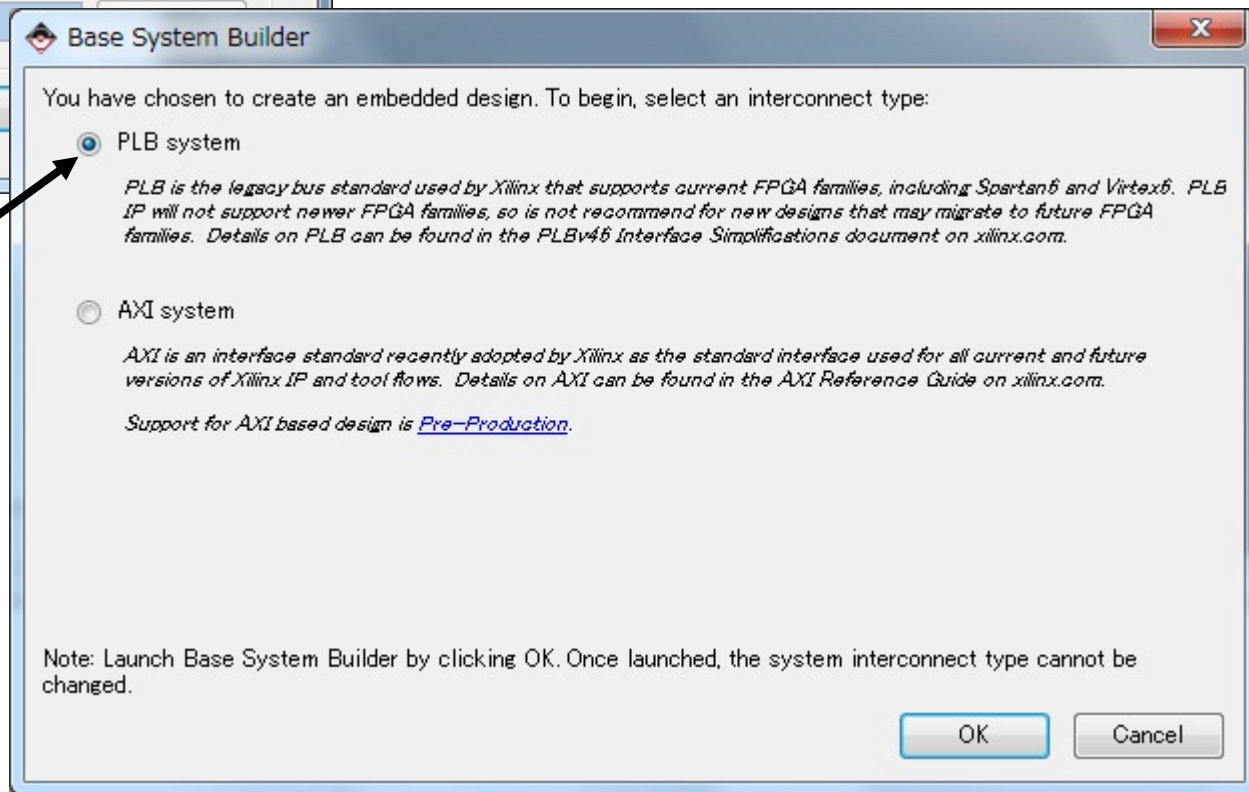 Base System Builder
You have chosen to create an embedded design. To begin, select an interconnect type:
PLB system
PLB is the legacy bus standard used by Xilinx that supports current FPGA families, including Spartan6 and Virtex6. PLB
IP will not support newer FPGA families, so is not recommend for new designs that may migrate to future FPGA
families. Details on PLB can be found in the PLBv46 Interface Simplifications document on xilinx.com.
AXI system
AXI is an interface standard recently adopted by Xilinx as the standard interface used for all current and future
versions of Xilinx IP and tool flows. Details on AXI can be found in the AXI Reference Guide on xilinx.com.
Support for AXI based design is Pre-Production.
Note: Launch Base System Builder by clicking OK. Once launched, the system interconnect type cannot be
changed.
OK Cancel